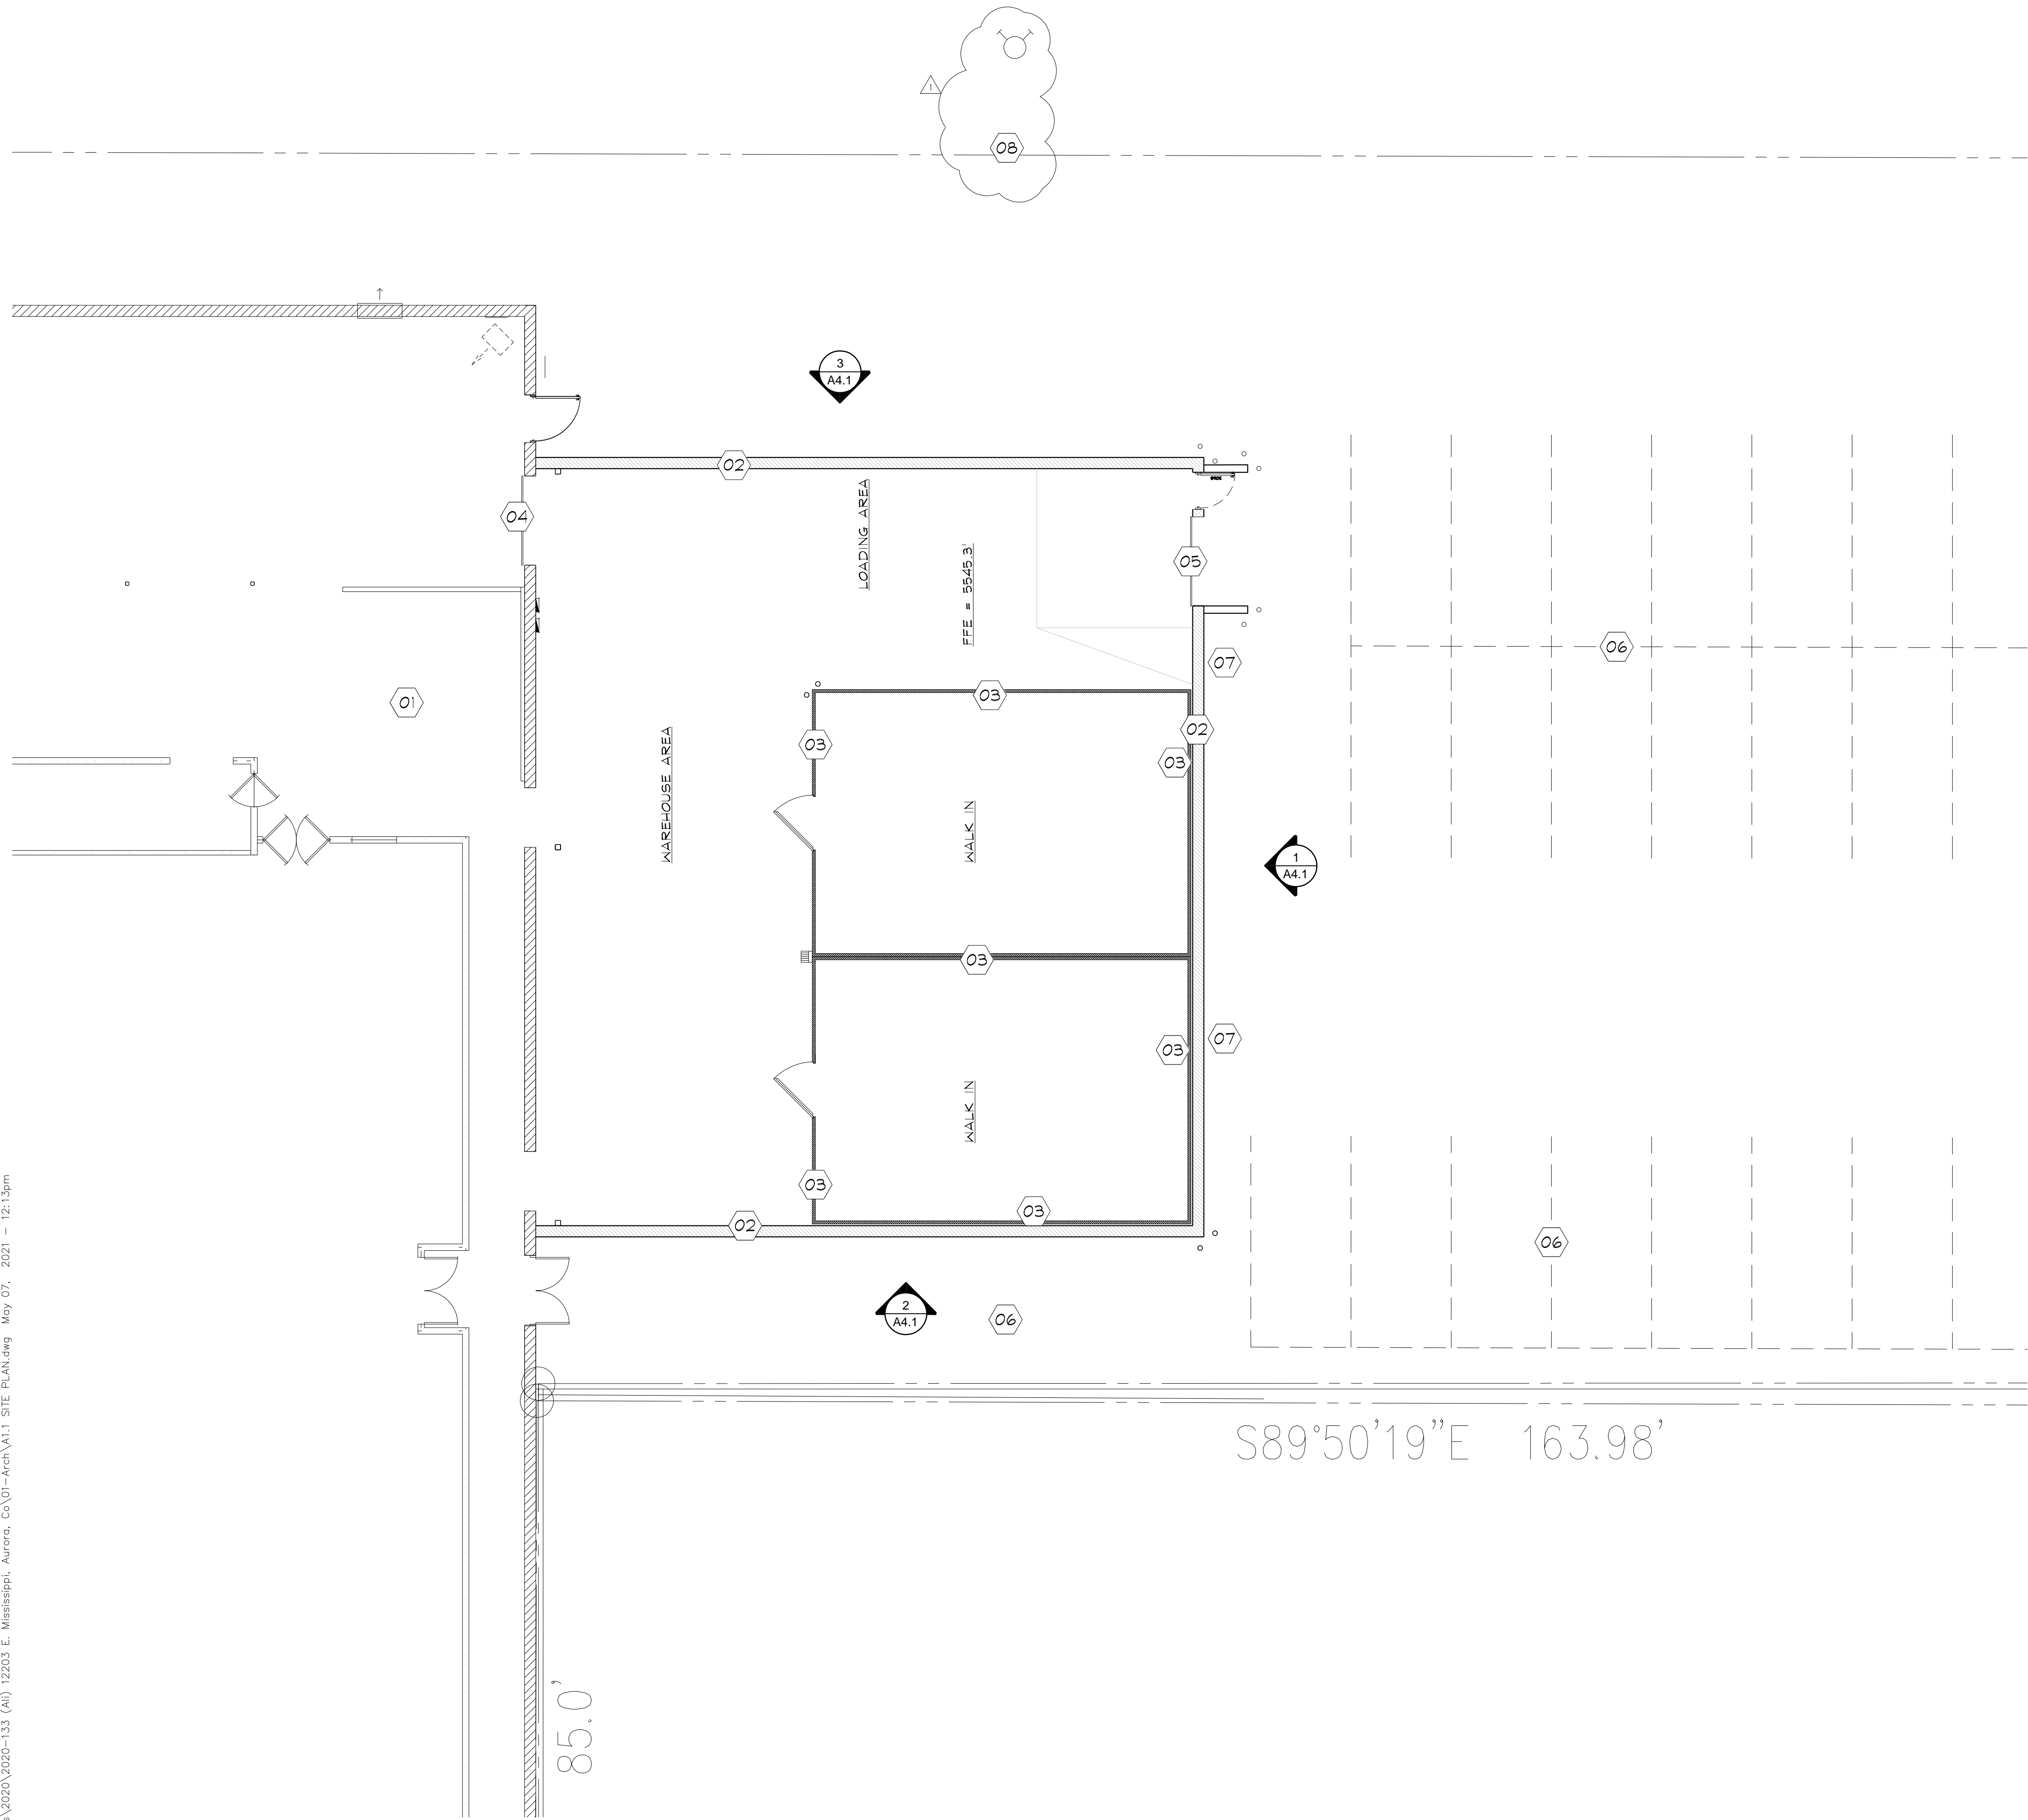 1
08
3
A4.1
02
04
LOADING AREA
FFE = 5545.3'
05
06
07
01
03
02
03
03
WAREHOUSE AREA
WALK IN
1
A4.1
03
07
03
WALK IN
03
03
02
06
2
A4.1
06
S89°50'19"E 163.98'
85.0'
s\2020\2020-133 (Ali) 12203 E. Mississippi, Aurora, Co\01-Arch\A1.1 SITE PLAN.dwg May 07, 2021 - 12:13pm